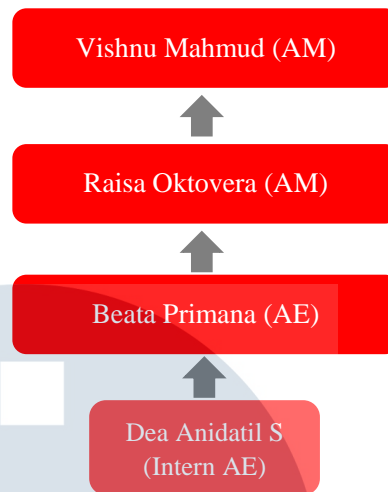 Vishnu Mahmud (AM)
Raisa Oktovera (AM)
Beata Primana (AE)
Dea Anidatil S
(Intern AE)